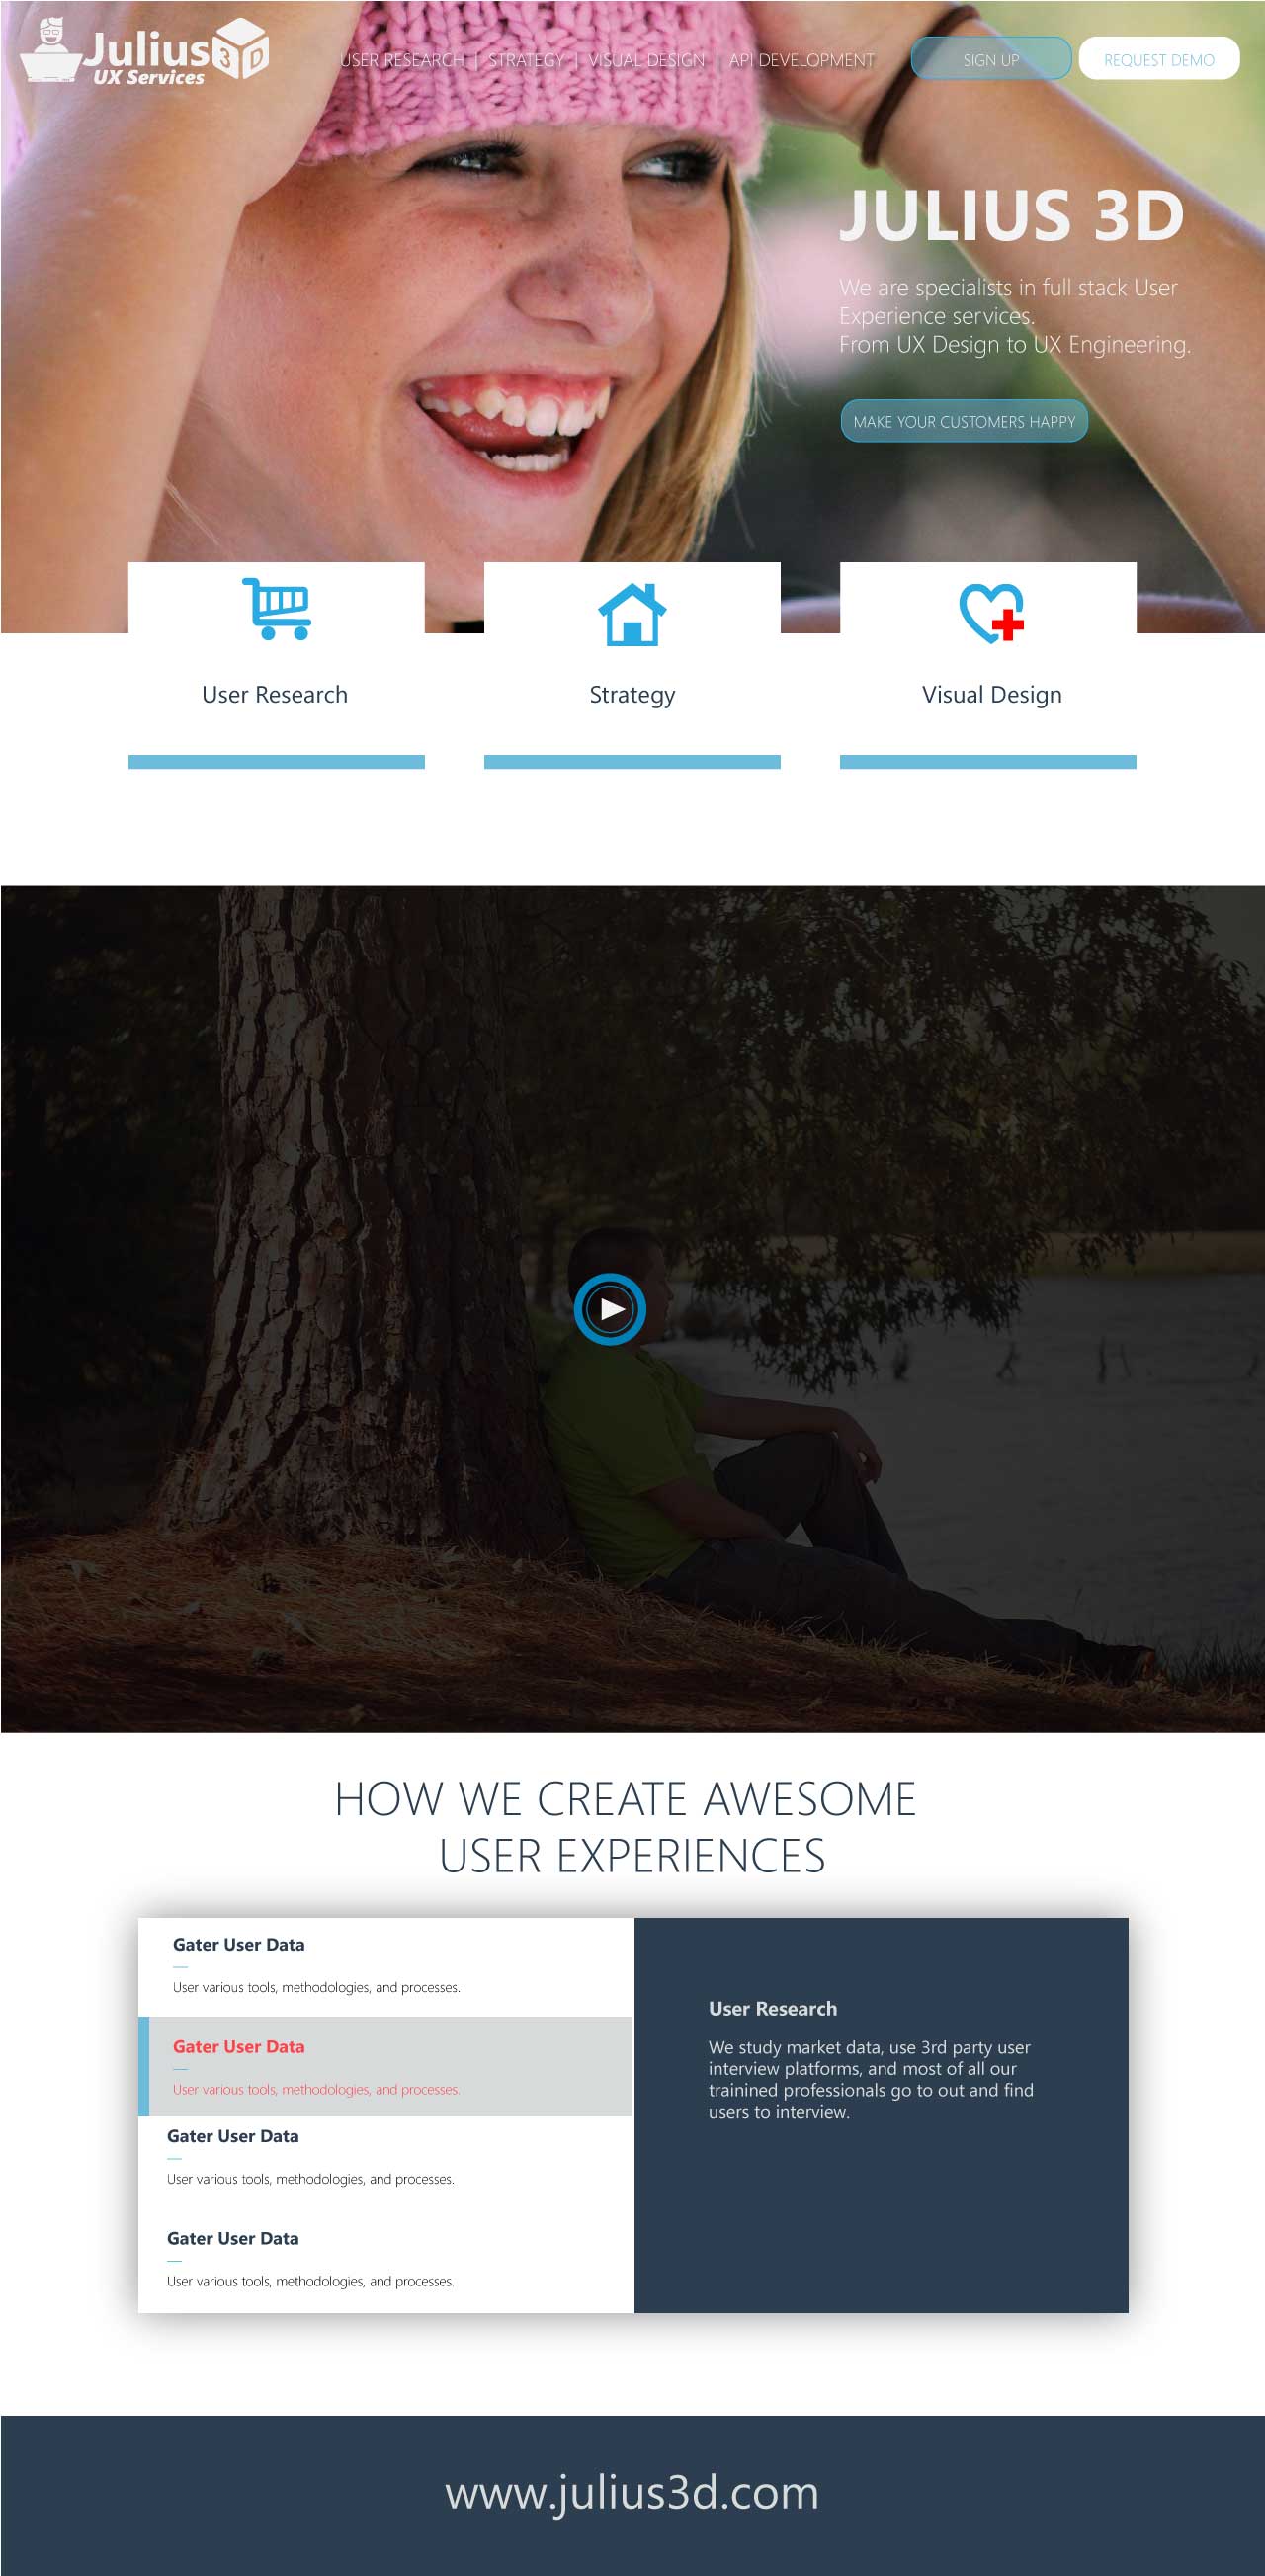 Julius 3D
UX Services
USER RESEARCH | STRATEGY | VISUAL DESIGN | API DEVELOPMENT
SIGN UP
REQUEST DEMO
JULIUS 3D
We are specialists in full stack User
Experience services.
From UX Design to UX Engineering.
MAKE YOUR CUSTOMERS HAPPY
User Research
Strategy
Visual Design
HOW WE CREATE AWESOME
USER EXPERIENCES
Gater User Data
User various tools, methodologies, and processes.
Gater User Data
User various tools, methodologies, and processes.
Gater User Data
User various tools, methodologies, and processes.
Gater User Data
User various tools, methodologies, and processes.
User Research
We study market data, use 3rd party user
interview platforms, and most of all our
trainined professionals go to out and find
users to interview.
www.julius3d.com